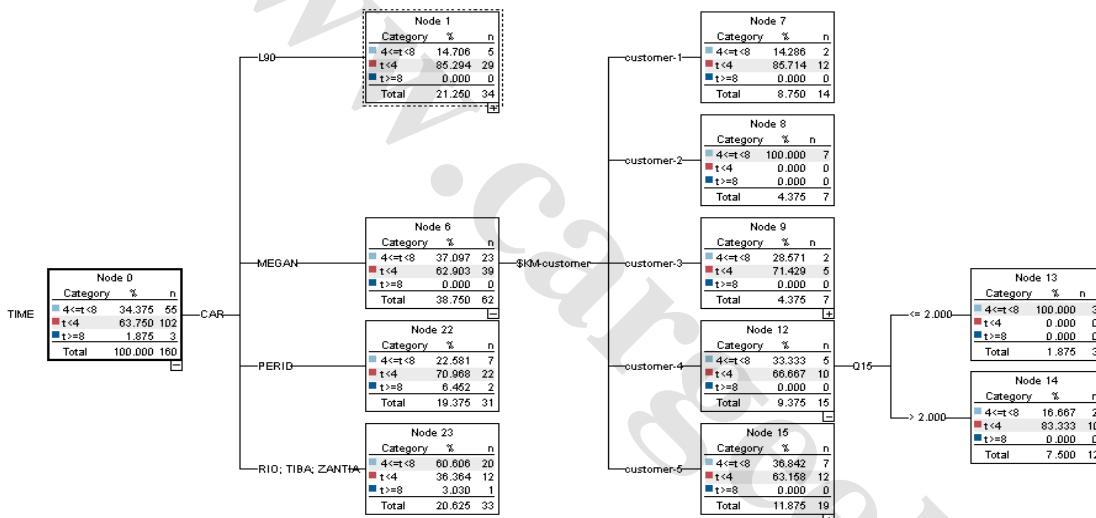 TIME
Node 0
Category % n
4<=t<8 34.375 55
t<4 63.750 102
t>=8 1.875 3
Total 100.000 160
CAR
L90
Node 1
Category % n
4<=t<8 14.706 5
t<4 85.294 29
t>=8 0.000 0
Total 21.250 34
MEGAN
Node 6
Category % n
4<=t<8 37.097 23
t<4 62.903 39
t>=8 0.000 0
Total 38.750 62
PERID
Node 22
Category % n
4<=t<8 22.581 7
t<4 70.968 22
t>=8 6.452 2
Total 19.375 31
RIO; TIBA; ZANTIA
Node 23
Category % n
4<=t<8 60.606 20
t<4 36.364 12
t>=8 3.030 1
Total 20.625 33
$KM-customer
customer-1
Node 7
Category % n
4<=t<8 14.286 2
t<4 85.714 12
t>=8 0.000 0
Total 8.750 14
customer-2
Node 8
Category % n
4<=t<8 100.000 7
t<4 0.000 0
t>=8 0.000 0
Total 4.375 7
customer-3
Node 9
Category % n
4<=t<8 28.571 2
t<4 71.429 5
t>=8 0.000 0
Total 4.375 7
customer-4
Node 12
Category % n
4<=t<8 33.333 5
t<4 66.667 10
t>=8 0.000 0
Total 9.375 15
customer-5
Node 15
Category % n
4<=t<8 36.842 7
t<4 63.158 12
t>=8 0.000 0
Total 11.875 19
Q15
<= 2.000
Node 13
Category % n
4<=t<8 100.000 3
t<4 0.000 0
t>=8 0.000 0
Total 1.875 3
> 2.000
Node 14
Category % n
4<=t<8 16.667 2
t<4 83.333 10
t>=8 0.000 0
Total 7.500 12